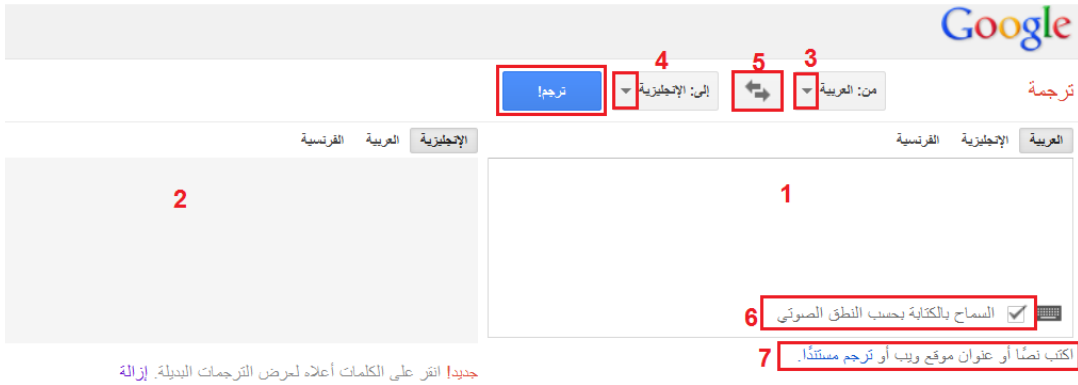 Google
ترجمة
من: العربية
3
5
إلى: الإنجليزية
4
ترجم!
العربية الإنجليزية الفرنسية
الإنجليزية العربية الفرنسية
1
2
السماح بالكتابة بحسب النطق الصوتي
6
اكتب نصًا أو عنوان موقع ويب أو ترجم مستندًا.
7
جديد! انقر على الكلمات أعلاه لعرض الترجمات البديلة. إزالة